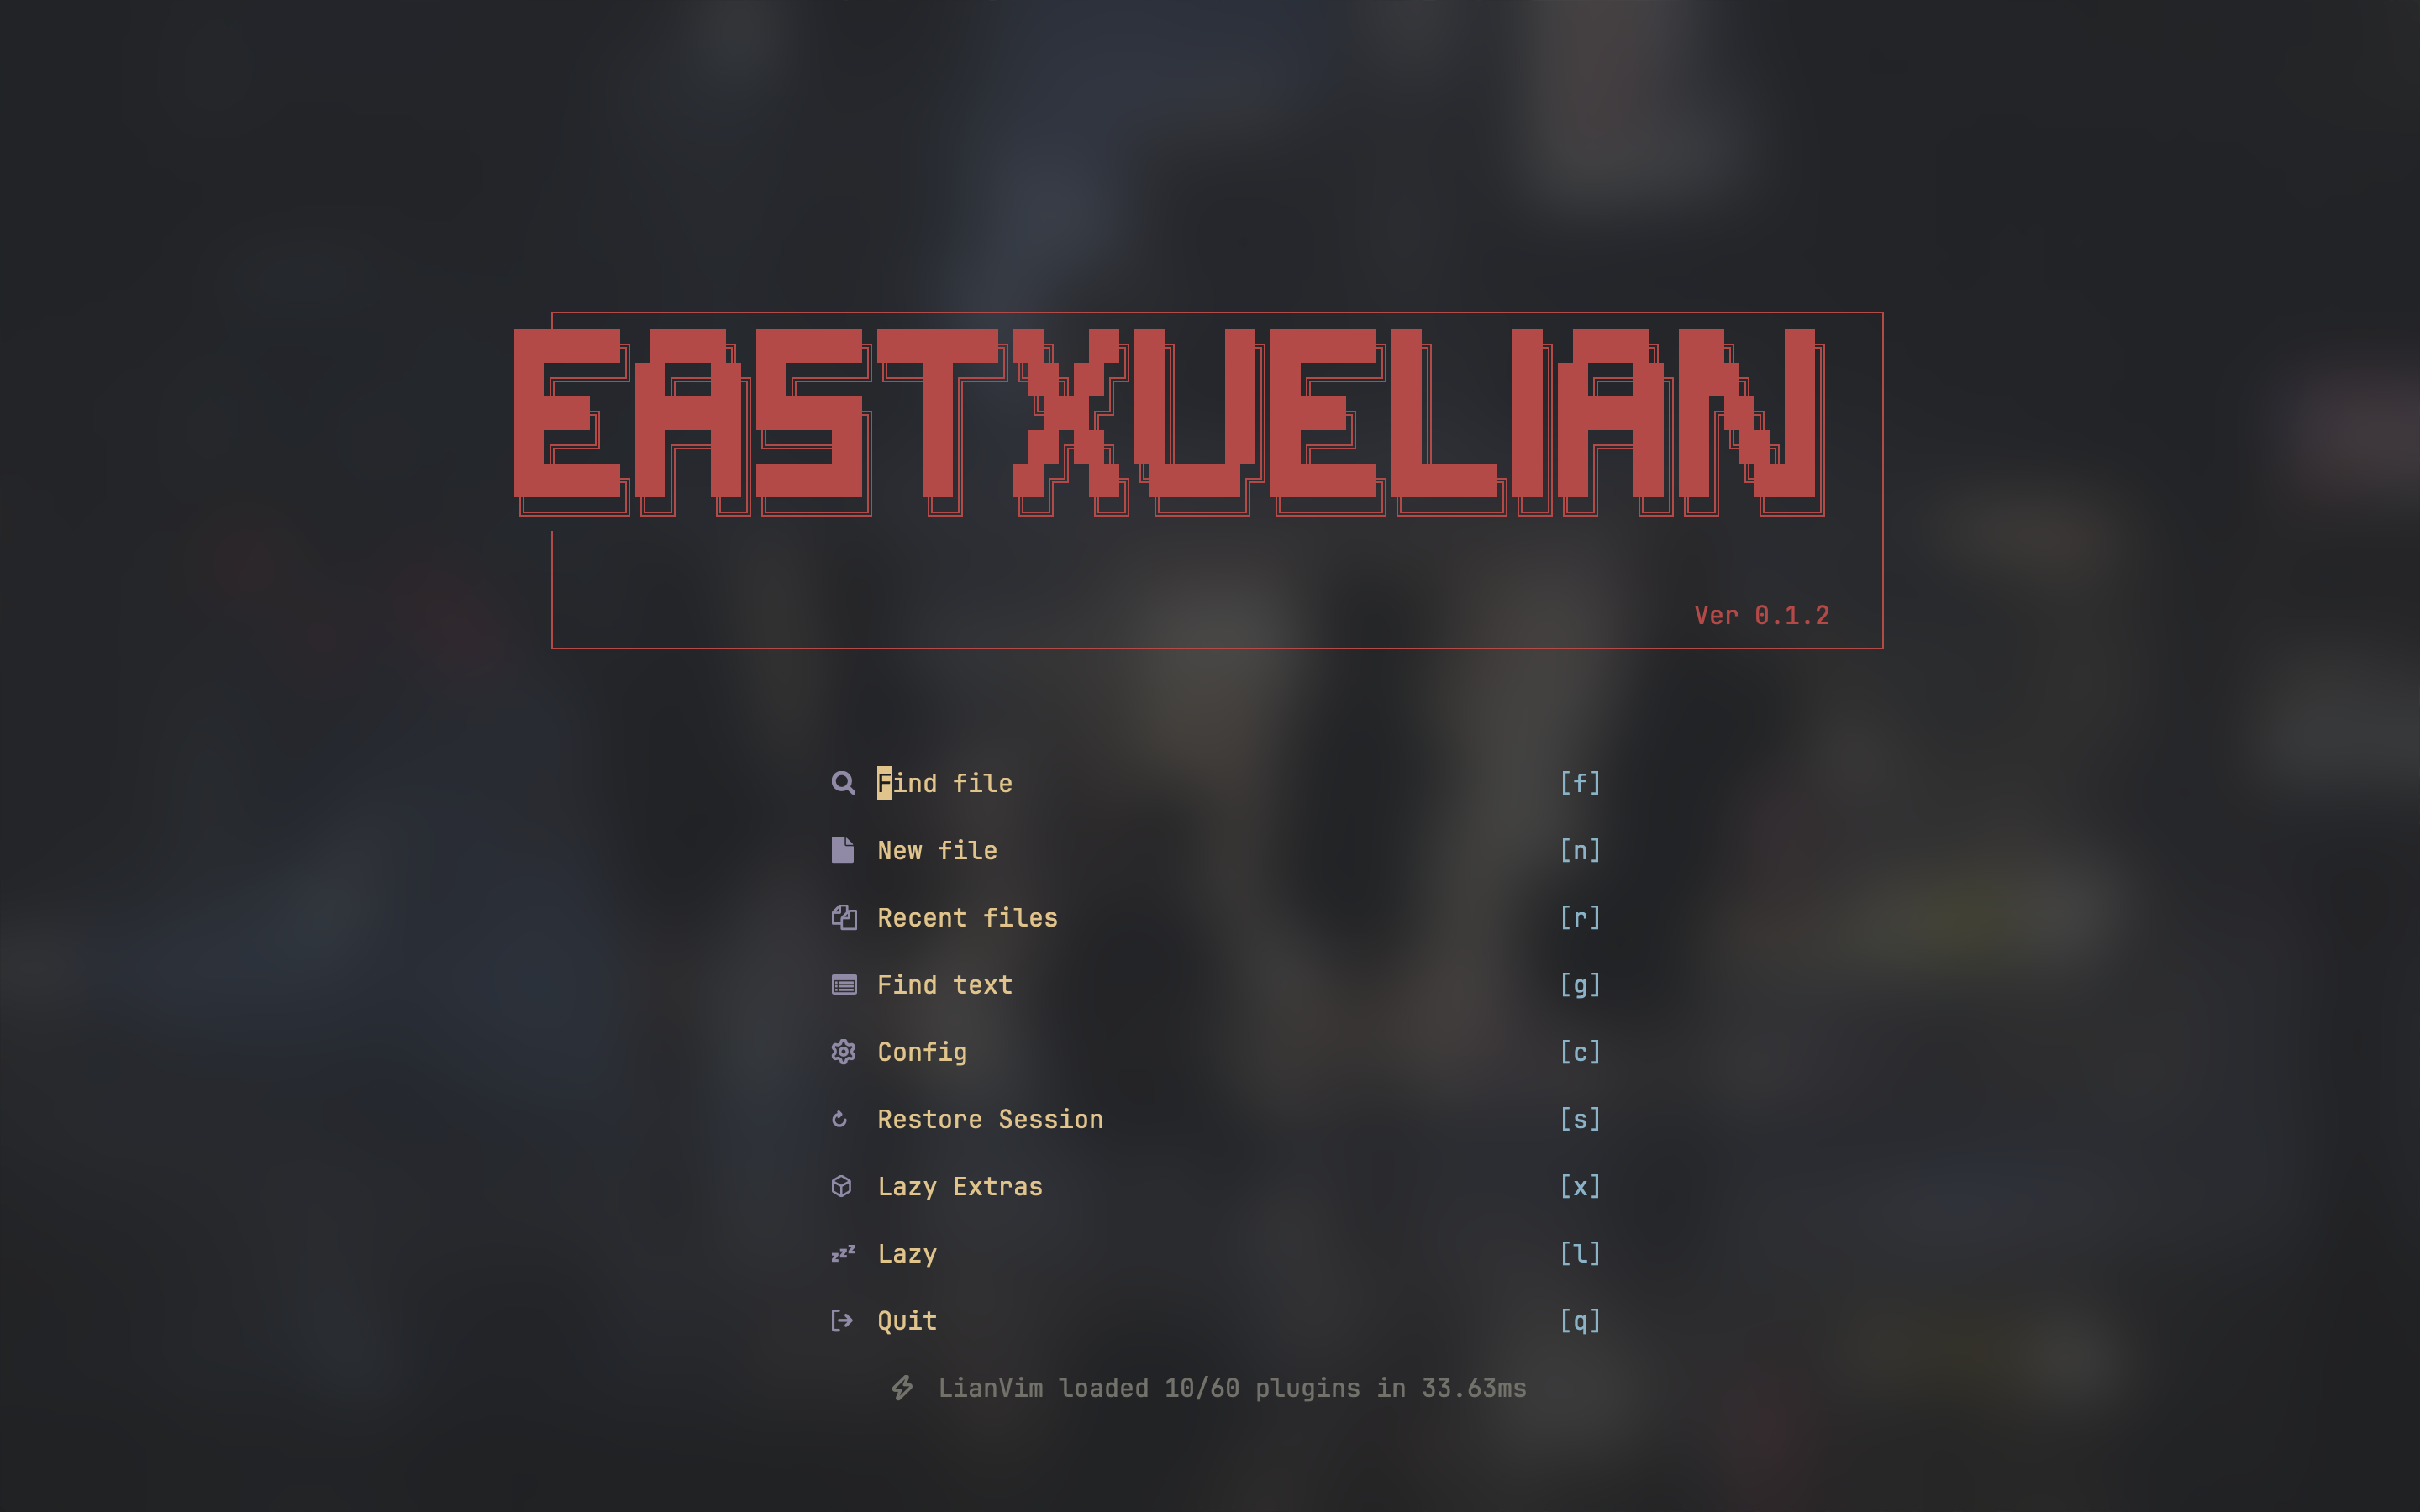 EASTXUELIAN
Ver 0.1.2
Find file [f]
New file [n]
Recent files [r]
Find text [g]
Config [c]
Restore Session [s]
Lazy Extras [x]
Lazy [l]
Quit [q]
LianVim loaded 10/60 plugins in 33.63ms